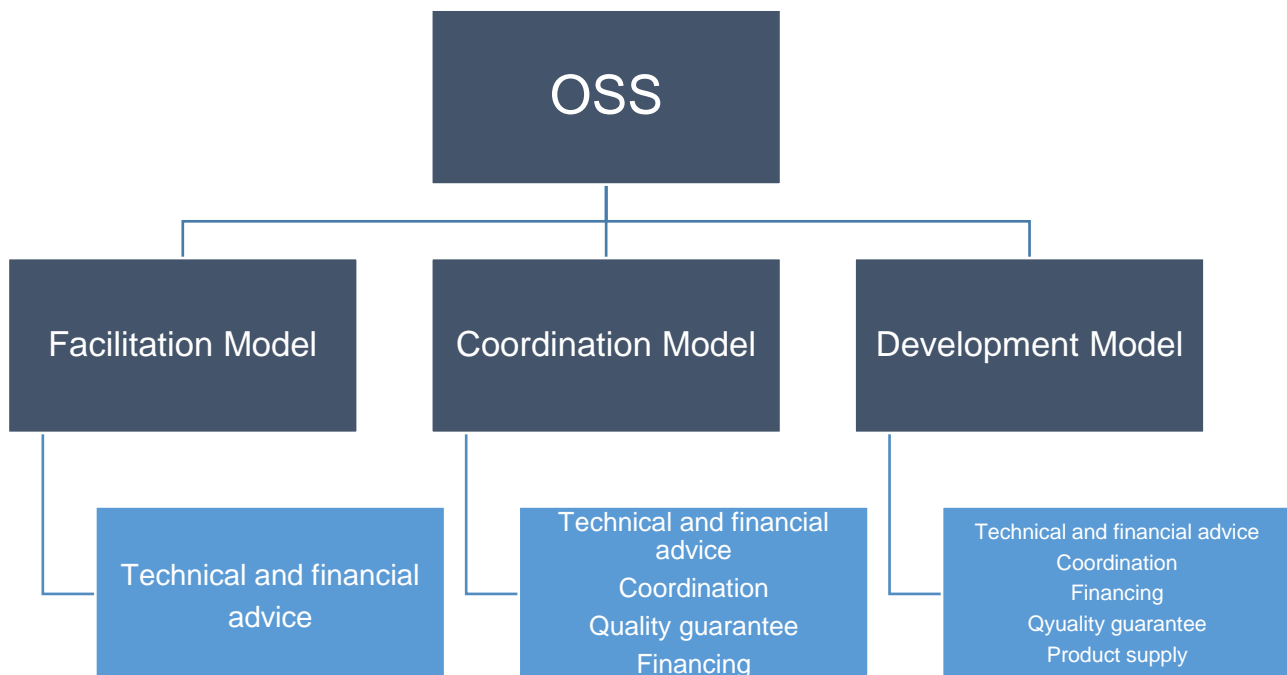 OSS
Facilitation Model
Coordination Model
Development Model
Technical and financial
advice
Technical and financial
advice
Coordination
Quality guarantee
Financing
Technical and financial advice
Coordination
Financing
Qyuality guarantee
Product supply